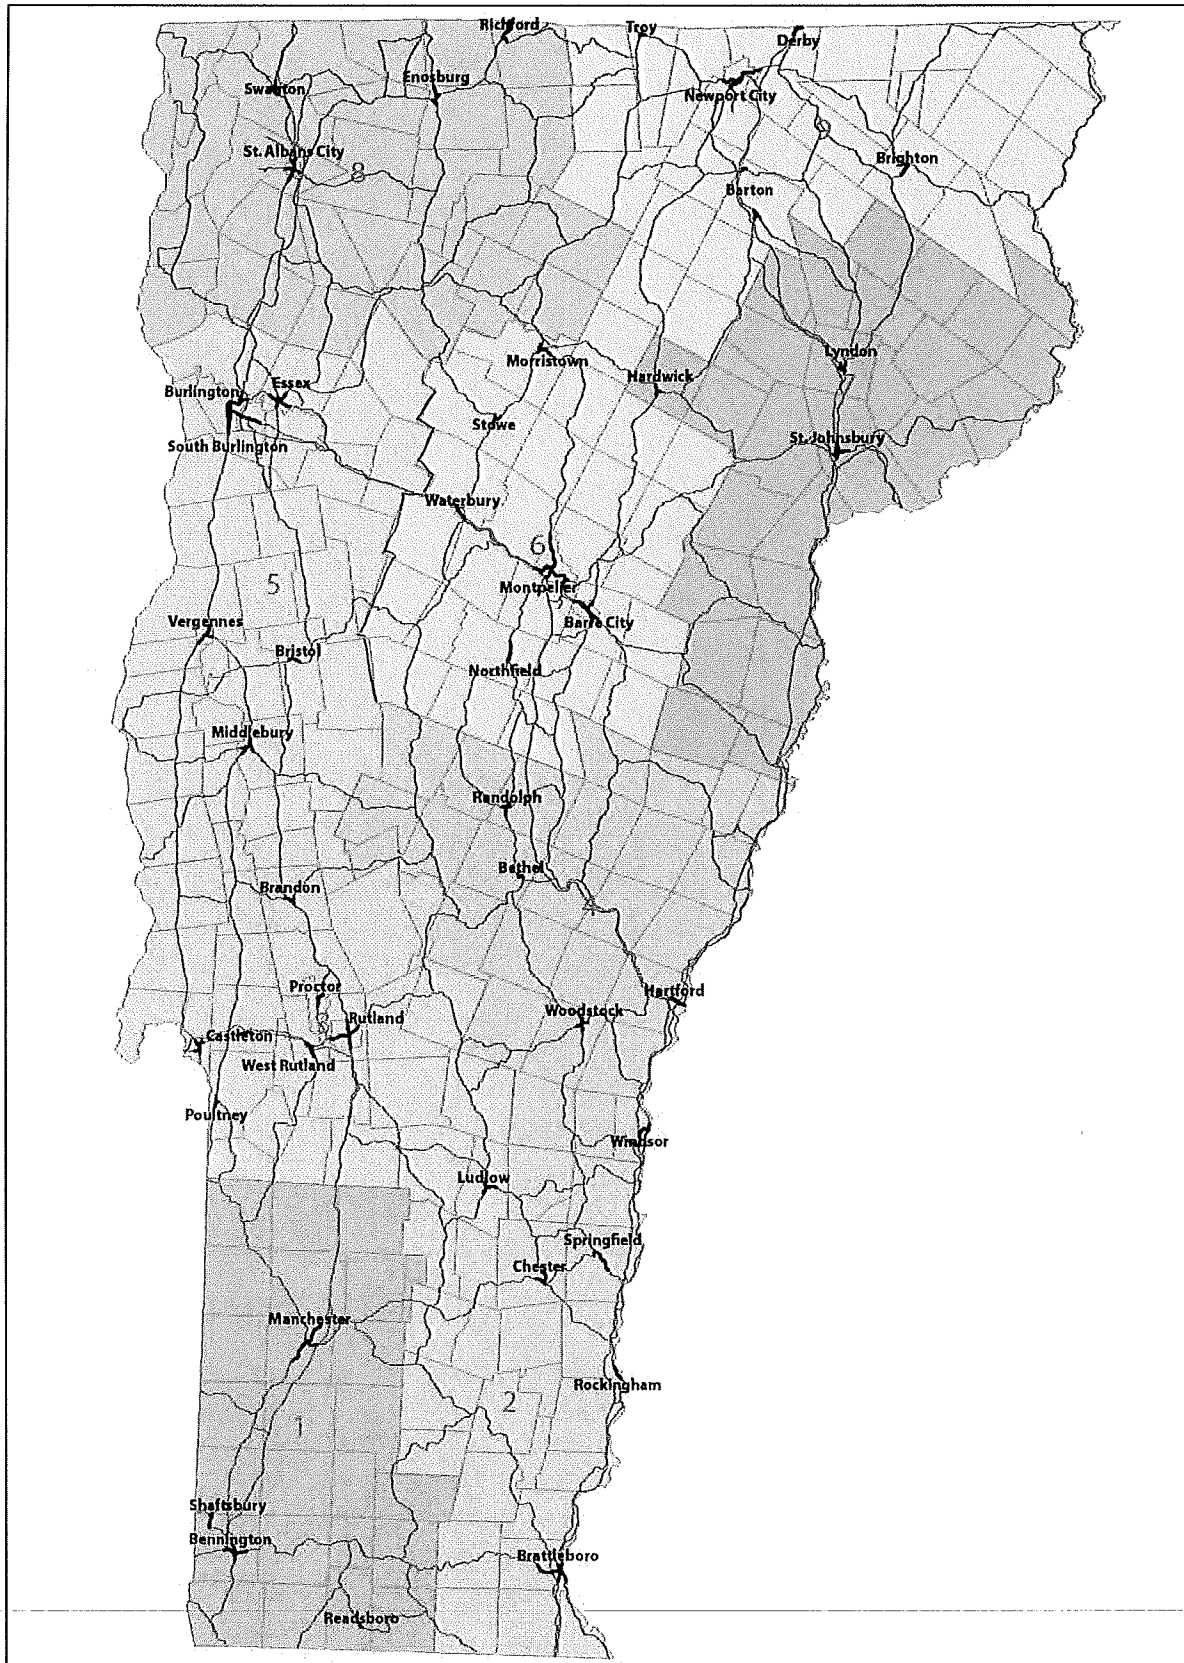 Richford
Troy
Derby
Enosburg
Swanton
Newport City
St. Albans City
8
Brighton
Barton
Morristown
Lyndon
Hardwick
Essex
Burlington
Stowe
South Burlington
St. Johnsbury
Waterbury
6
5
Montpelier
Vergennes
Barre City
Bristol
Northfield
Middlebury
Randolph
Bethel
Brandon
4
Proctor
Hartford
Woodstock
Rutland
3
Castleton
West Rutland
Poultney
Windsor
Ludlow
Springfield
Chester
Manchester
Rockingham
2
1
Shaftsbury
Bennington
Brattleboro
Readsboro